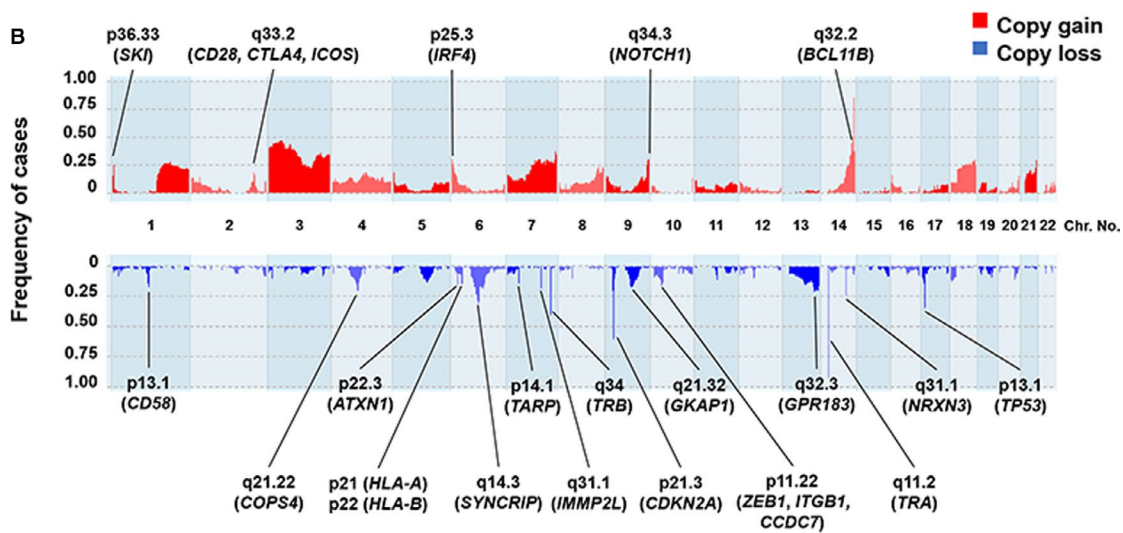 B
p36.33
(SKI)
q33.2
(CD28, CTLA4, ICOS)
p25.3
(IRF4)
q34.3
(NOTCH1)
q32.2
(BCL11B)
Copy gain
Copy loss
Frequency of cases
1.00
0.75
0.50
0.25
0
1 2 3 4 5 6 7 8 9 10 11 12 13 14 15 16 17 18 19 20 21 22 Chr. No.
0
0.25
0.50
0.75
1.00
p13.1
(CD58)
p22.3
(ATXN1)
p14.1
(TARP)
q34
(TRB)
q21.32
(GKAP1)
q32.3
(GPR183)
q31.1
(NRXN3)
p13.1
(TP53)
q21.22
(COPS4)
p21 (HLA-A)
p22 (HLA-B)
q14.3
(SYNCRIP)
q31.1
(IMMP2L)
p21.3
(CDKN2A)
p11.22
(ZEB1, ITGB1,
CCDC7)
q11.2
(TRA)